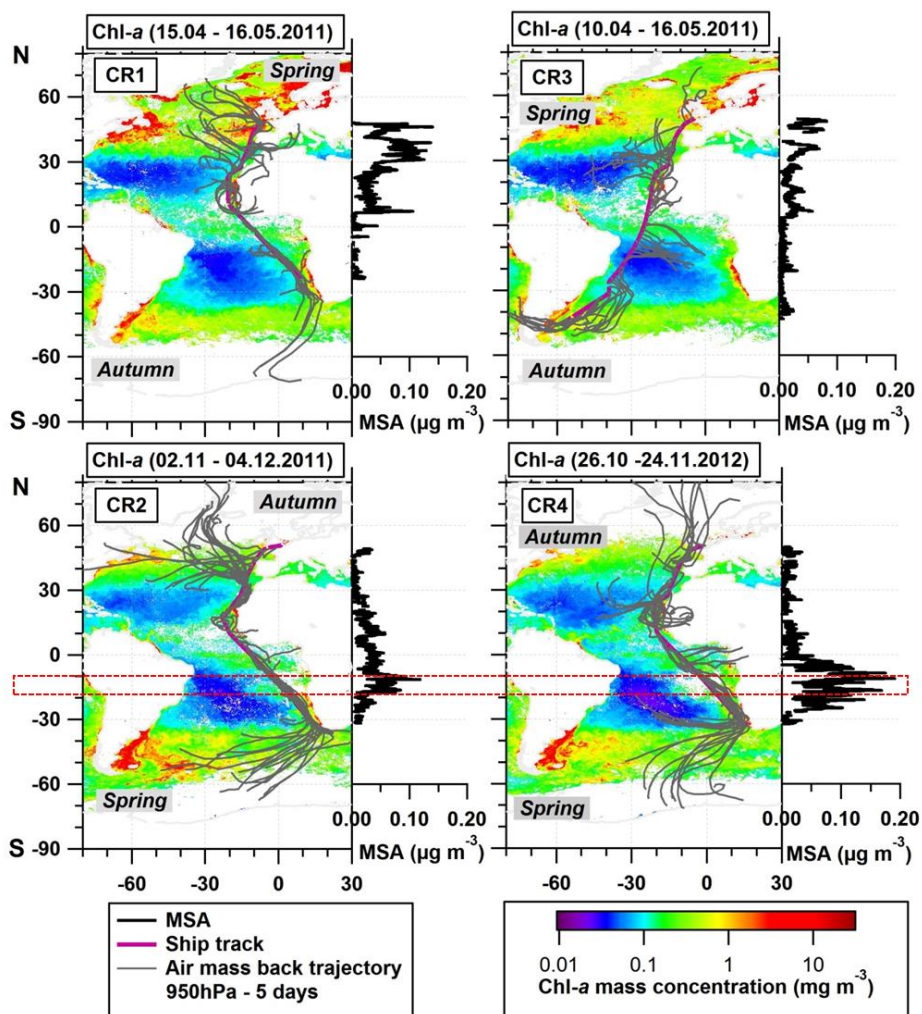 Chl-a (15.04 - 16.05.2011)
Chl-a (10.04 - 16.05.2011)
N
CR1
Spring
CR3
Spring
60
30
0
-30
-60
S -90
Autumn
Autumn
0.00 0.10 0.20
MSA (µg m-3)
0.00 0.10 0.20
MSA (µg m-3)
Chl-a (02.11 - 04.12.2011)
Chl-a (26.10 -24.11.2012)
N
CR2
Autumn
CR4
Autumn
60
30
0
-30
-60
S -90
Spring
Spring
0.00 0.10 0.20
MSA (µg m-3)
0.00 0.10 0.20
MSA (µg m-3)
-60 -30 0 30
-60 -30 0 30
MSA
Ship track
Air mass back trajectory
950hPa - 5 days
0.01 0.1 1 10
Chl-a mass concentration (mg m-3)